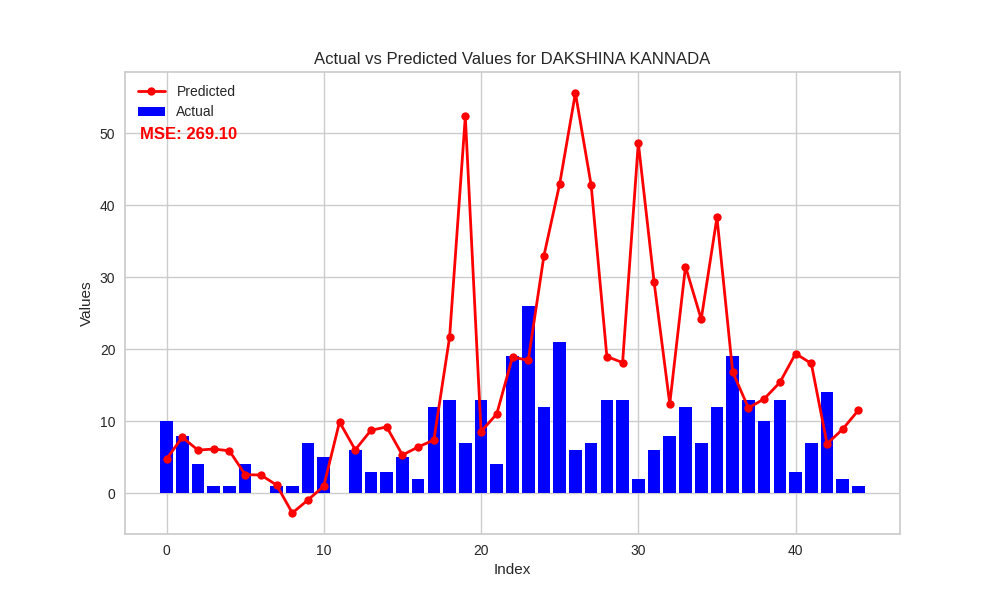 Actual vs Predicted Values for DAKSHINA KANNADA
Predicted
Actual
MSE: 269.10
50
40
30
20
10
0
Values
0 10 20 30 40
Index